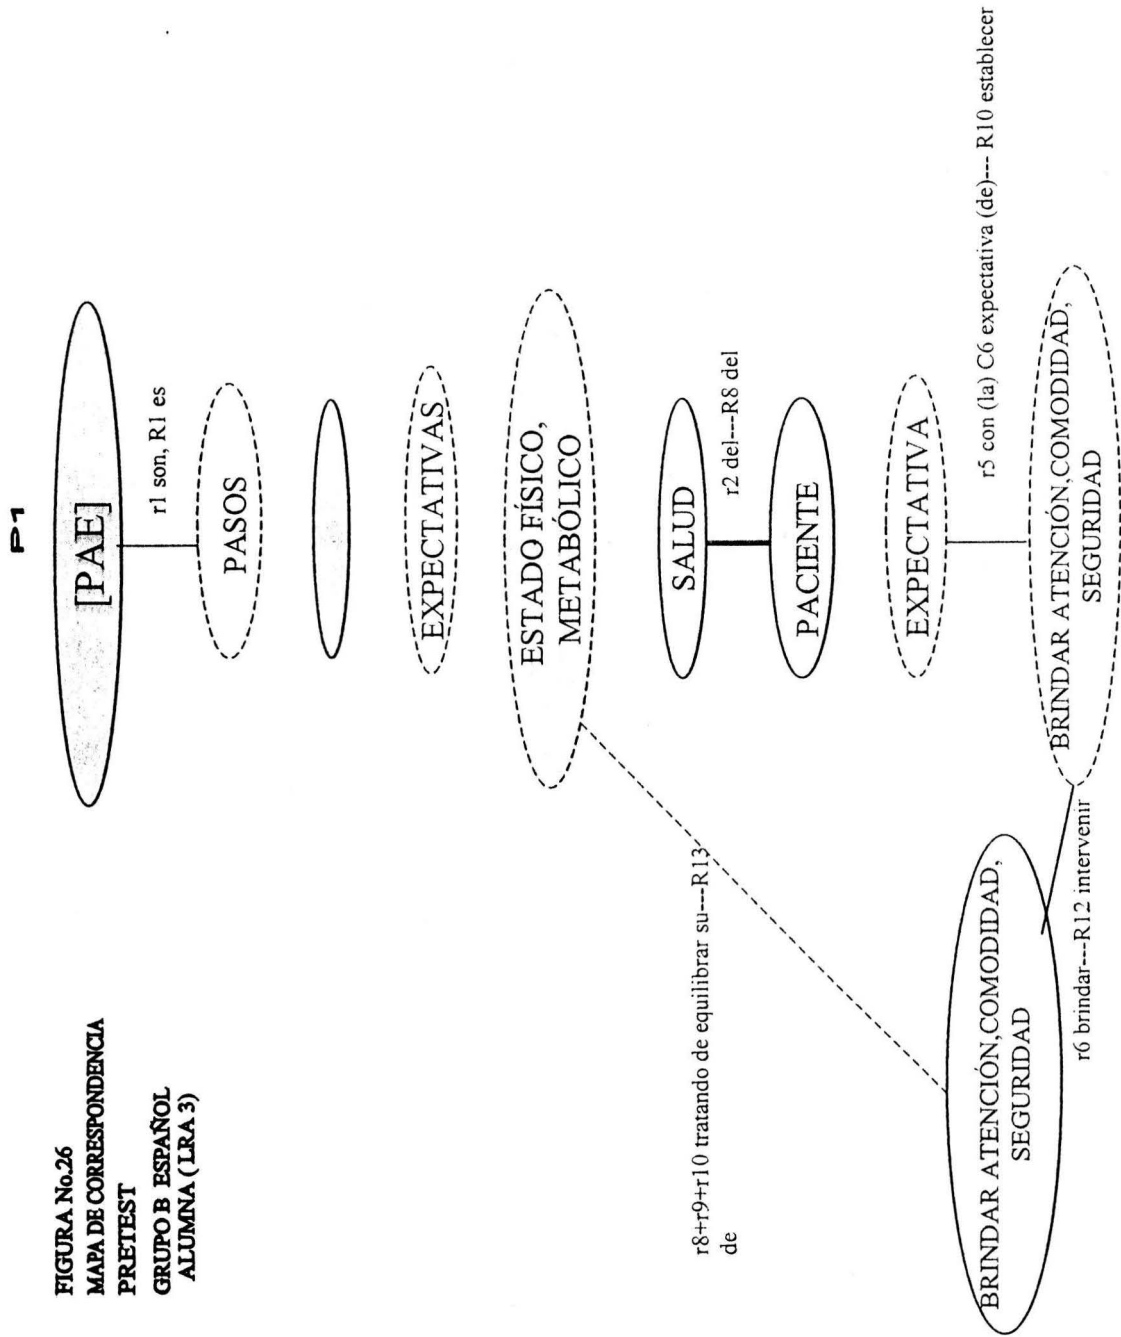 P1
FIGURA No.26
MAPA DE CORRESPONDENCIA
PRETEST
GRUPO B ESPAÑOL
ALUMNA ( LRA 3)
[PAE]
r1 son, R1 es
PASOS
EXPECTATIVAS
ESTADO FÍSICO,
METABÓLICO
SALUD
r2 del---R8 del
PACIENTE
r8+r9+r10 tratando de equilibrar su---R13
de
EXPECTATIVA
r5 con (la) C6 expectativa (de)--- R10 establecer
BRINDAR ATENCIÓN,COMODIDAD,
SEGURIDAD
BRINDAR ATENCIÓN,COMODIDAD,
SEGURIDAD
r6 brindar---R12 intervenir